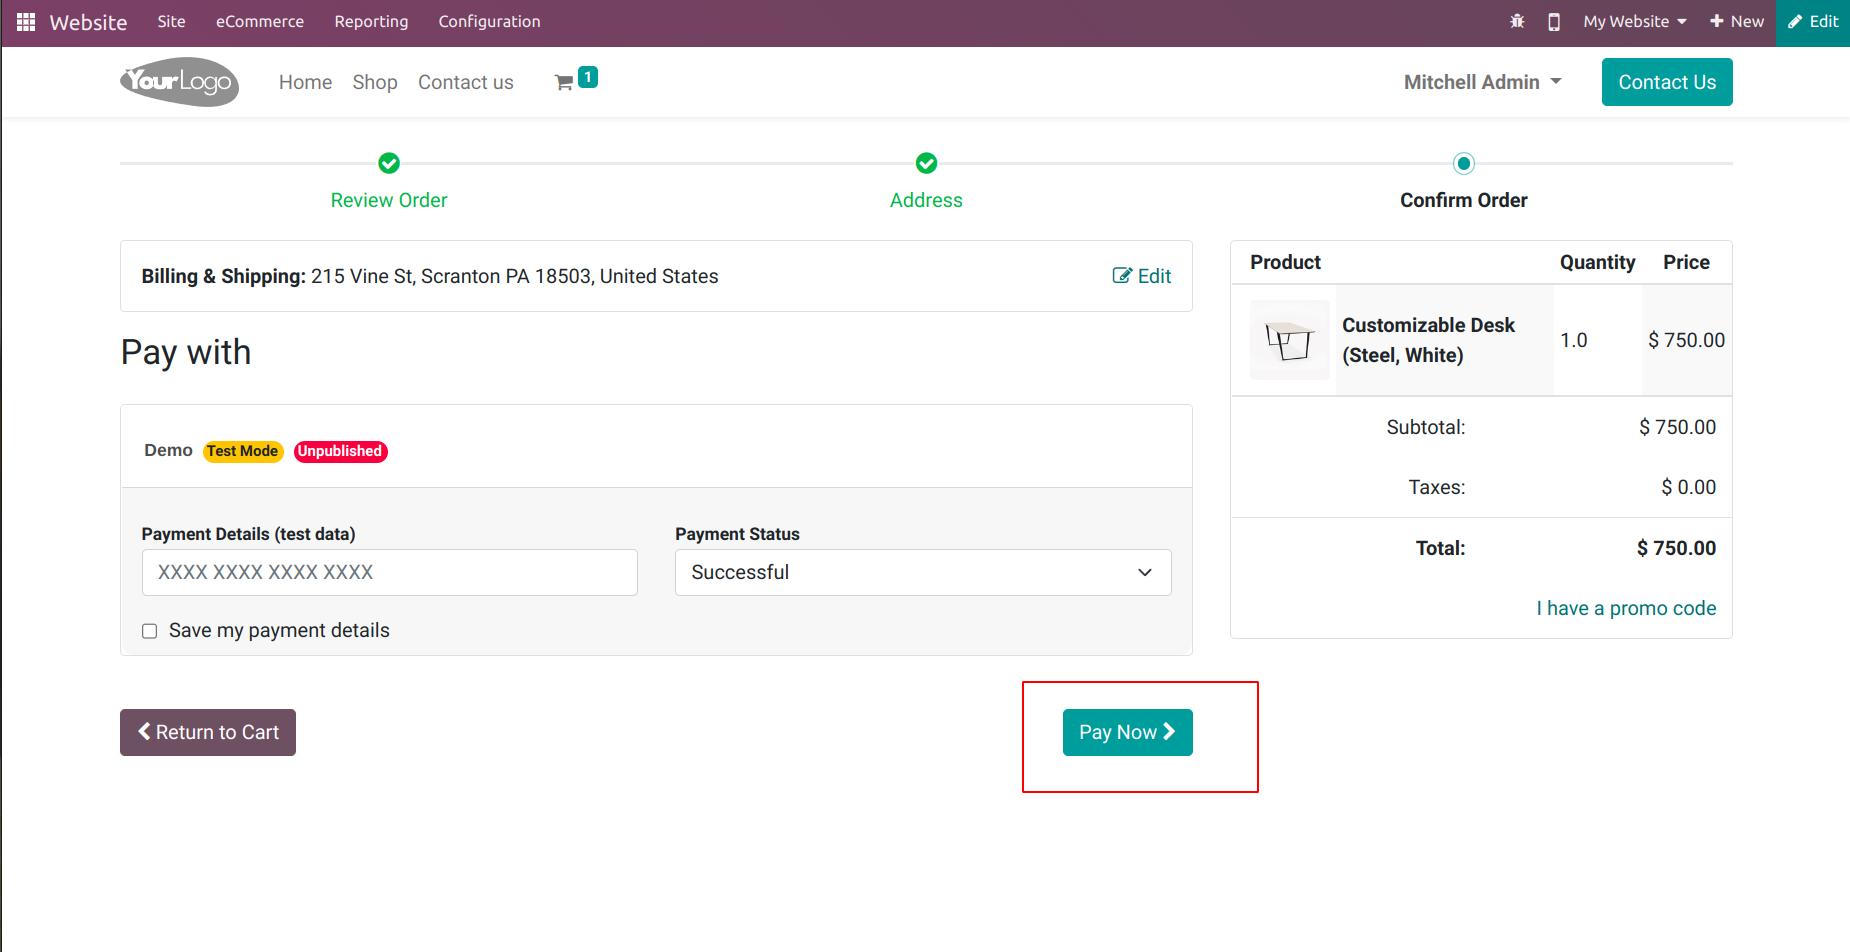 Website Site eCommerce Reporting Configuration My Website New Edit
YourLogo Home Shop Contact us 1 Mitchell Admin Contact Us
Review Order Address Confirm Order
Billing & Shipping: 215 Vine St, Scranton PA 18503, United States Edit
Pay with
Demo Test Mode Unpublished
Payment Details (test data) Payment Status
XXXX XXXX XXXX XXXX Successful
Save my payment details
Return to Cart Pay Now
Product Quantity Price
Customizable Desk
(Steel, White) 1.0 $ 750.00
Subtotal: $ 750.00
Taxes: $ 0.00
Total: $ 750.00
I have a promo code